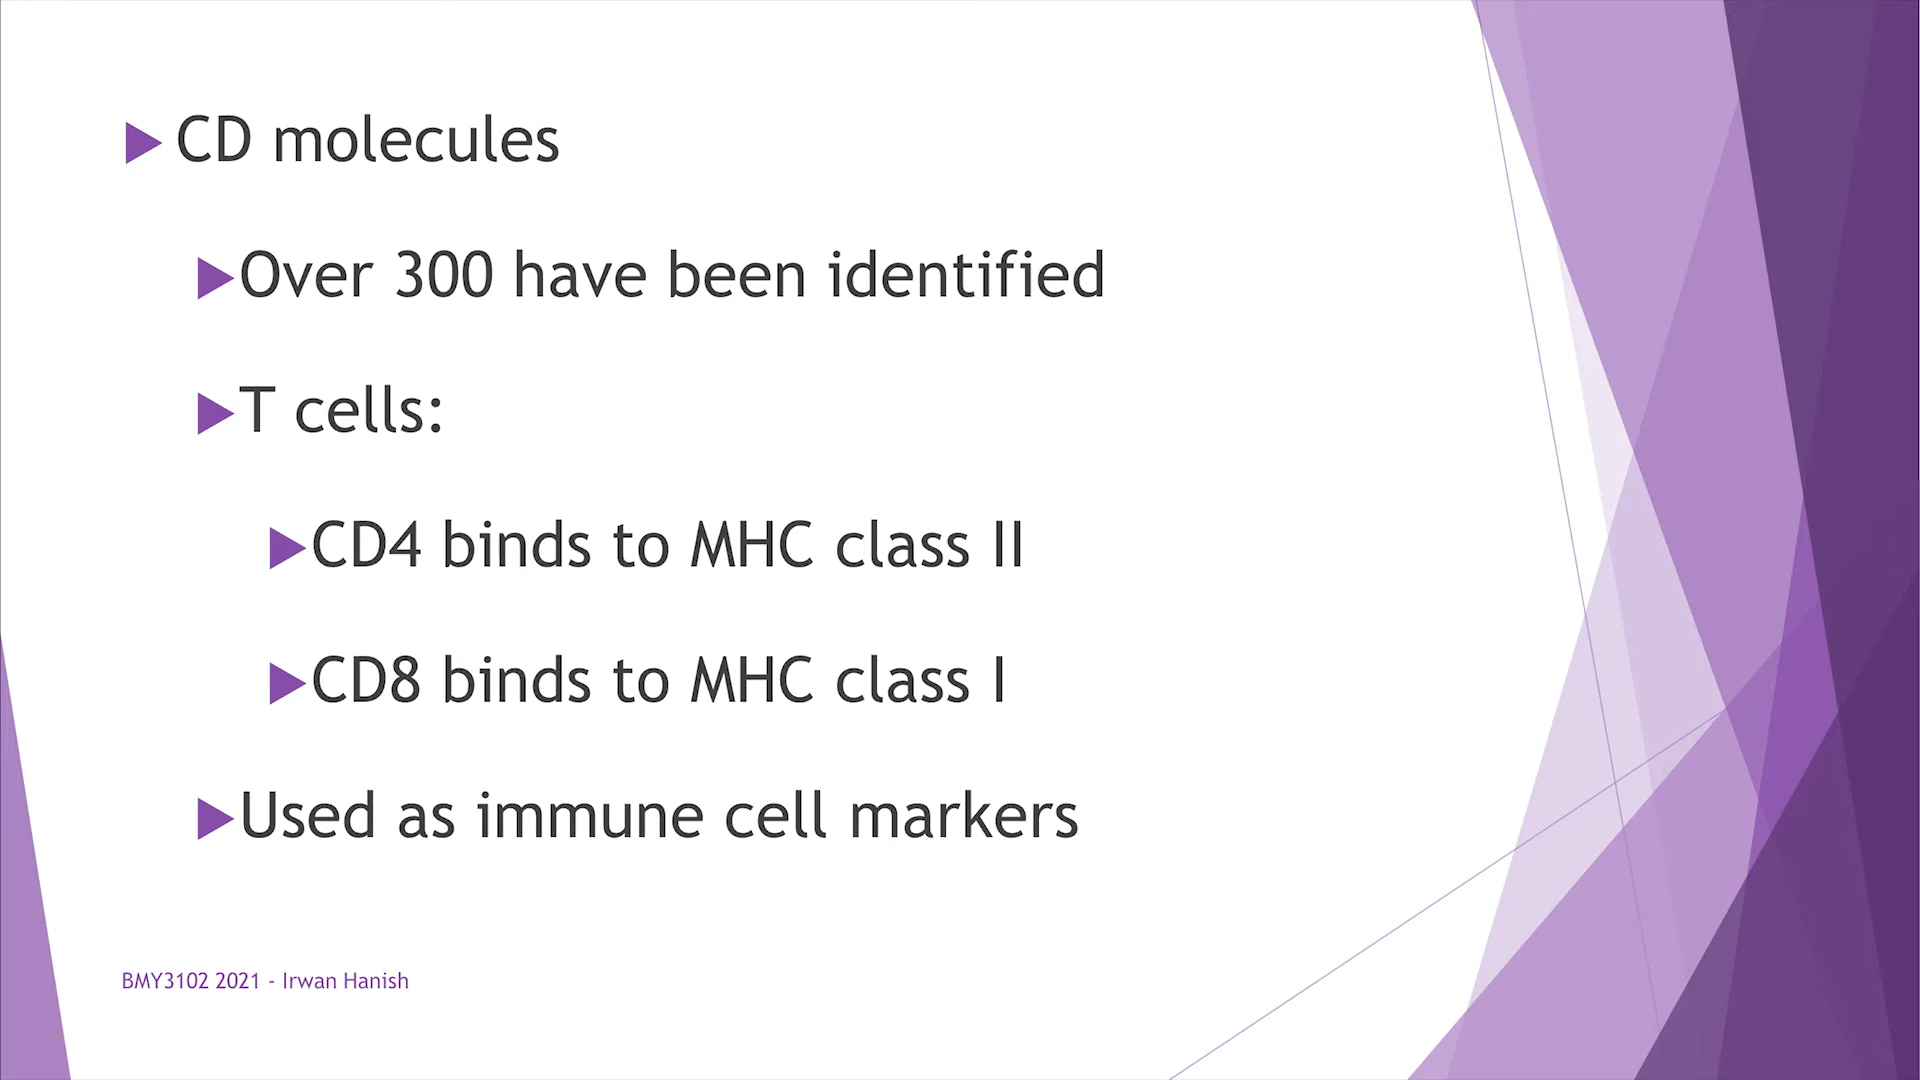 CD molecules
Over 300 have been identified
T cells:
CD4 binds to MHC class II
CD8 binds to MHC class I
Used as immune cell markers
BMY3102 2021 - Irwan Hanish